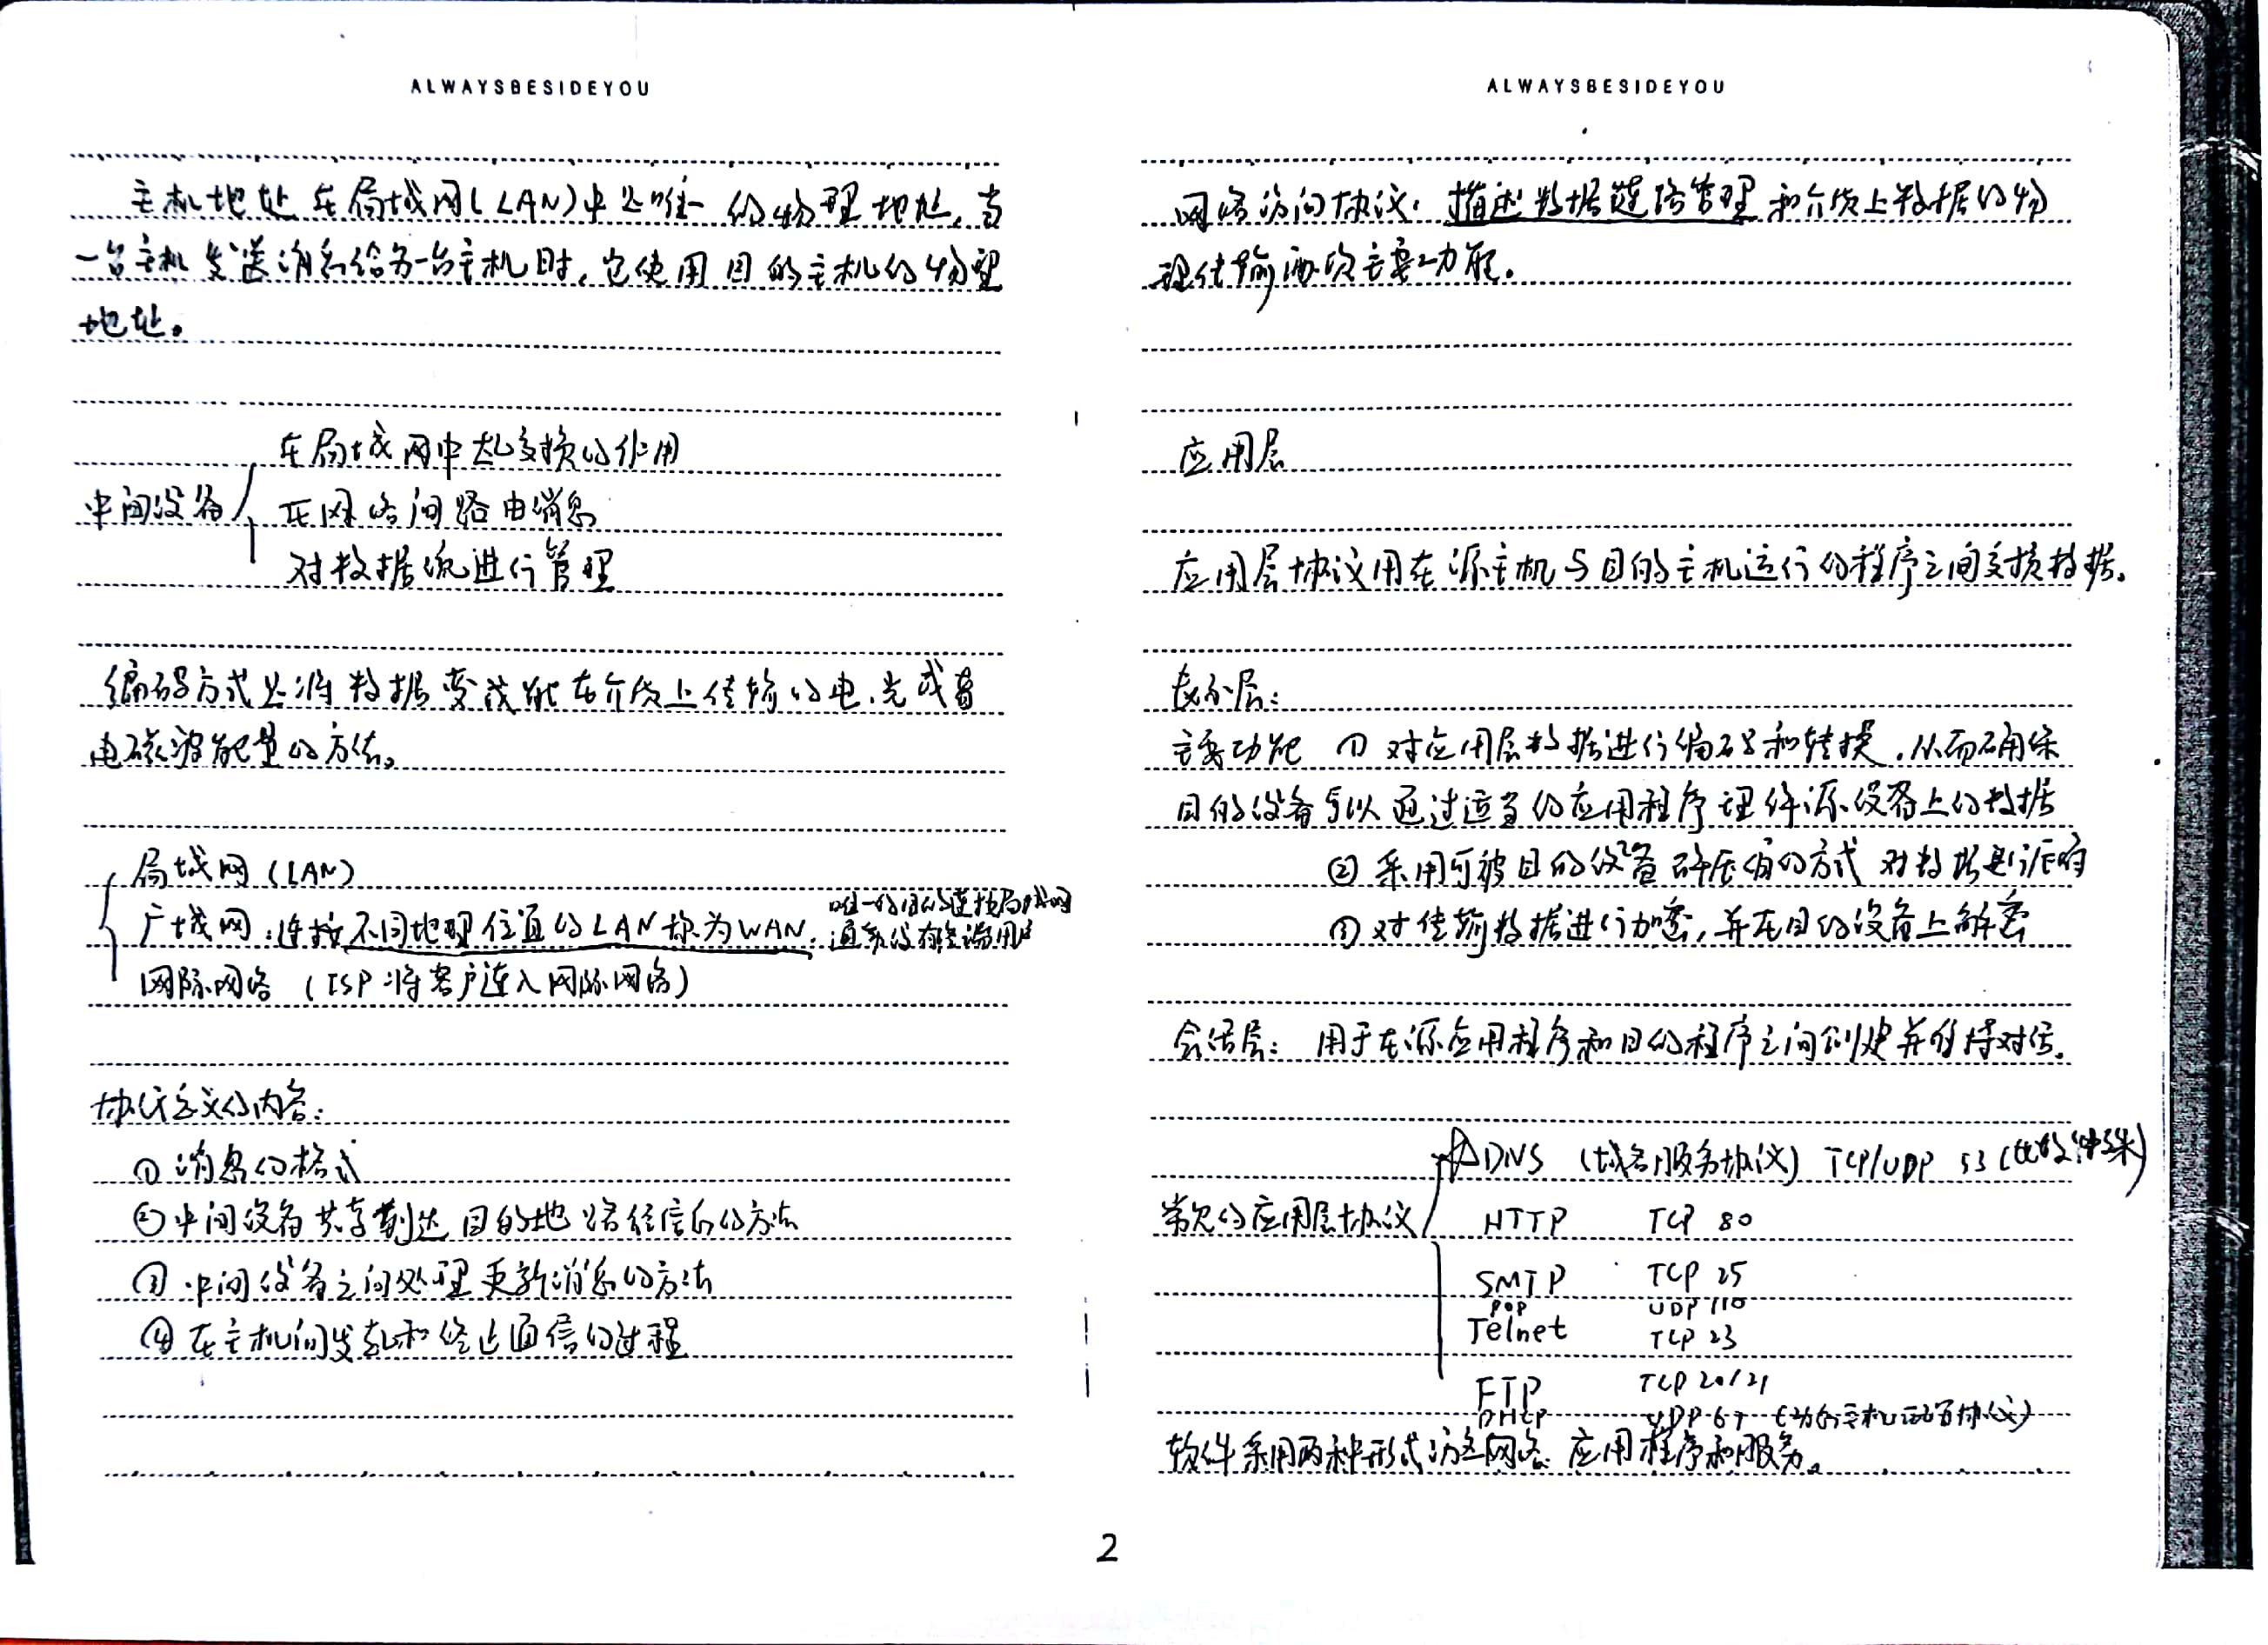 ALWAYSBESIDEYOU
主机地址在局域网(LAN)中是唯一的物理地址,当
一台主机发送消息给另一台主机时,它使用目的主机的物理
地址。
在局域网中起交换的作用
中间设备
在网络间路由消息
对数据流进行管理
编码方式是将数据变成能在介质上传输的电、光或者
电磁波能量的方法。
局域网(LAN)
广域网:连接不同地理位置的LAN称为WAN.
唯一的目的连接局域网
通常没有终端用户
网际网络(ISP将客户连入网际网络)
协议定义的内容:
①消息的格式
②中间设备共享到达目的地路径信息的方法
③中间设备之间处理更新消息的方法
④在主机间发起和终止通信的过程
ALWAYSBESIDEYOU
网络访问协议:描述数据链路管理和介质上数据的物
理传输两项主要功能。
应用层
应用层协议用在源主机与目的主机运行的程序之间交换数据。
表示层:
主要功能 ①对应用层数据进行编码和转换,从而确保
目的设备可以通过适当的应用程序理解源设备上的数据
②采用可被目的设备解压缩的方式对数据进行压缩
③对传输数据进行加密,并在目的设备上解密
会话层: 用于在源应用程序和目的程序之间创建并维持对话.
DNS (域名服务协议) TCP/UDP 53 (比较特殊)
常见的应用层协议 HTTP TCP 80
SMTP TCP 25
POP UDP 110
Telnet TCP 23
FTP TCP 20/21
DHCP UDP 67 (动态主机配置协议)
软件采用两种形式访问网络:应用程序和服务。
2